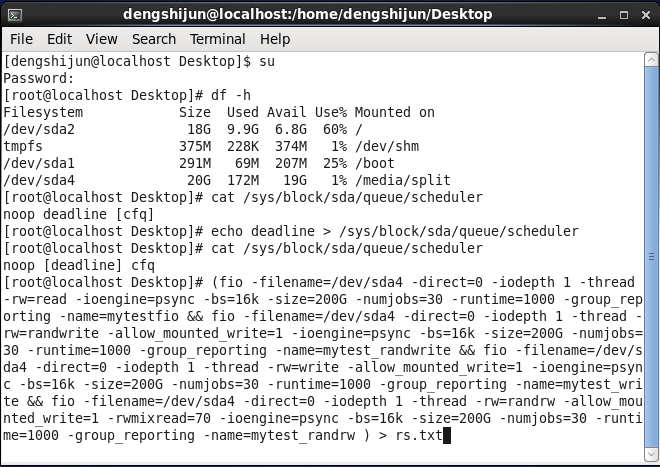 dengshijun@localhost:/home/dengshijun/Desktop
File Edit View Search Terminal Help
[dengshijun@localhost Desktop]$ su
Password:
[root@localhost Desktop]# df -h
Filesystem            Size  Used Avail Use% Mounted on
/dev/sda2              18G  9.9G  6.8G  60% /
tmpfs                 375M  228K  374M   1% /dev/shm
/dev/sda1             291M   69M  207M  25% /boot
/dev/sda4              20G  172M   19G   1% /media/split
[root@localhost Desktop]# cat /sys/block/sda/queue/scheduler
noop deadline [cfq]
[root@localhost Desktop]# echo deadline > /sys/block/sda/queue/scheduler
[root@localhost Desktop]# cat /sys/block/sda/queue/scheduler
noop [deadline] cfq
[root@localhost Desktop]# (fio -filename=/dev/sda4 -direct=0 -iodepth 1 -thread
-rw=read -ioengine=psync -bs=16k -size=200G -numjobs=30 -runtime=1000 -group_rep
orting -name=mytestfio && fio -filename=/dev/sda4 -direct=0 -iodepth 1 -thread -
rw=randwrite -allow_mounted_write=1 -ioengine=psync -bs=16k -size=200G -numjobs=
30 -runtime=1000 -group_reporting -name=mytest_randwrite && fio -filename=/dev/s
da4 -direct=0 -iodepth 1 -thread -rw=write -allow_mounted_write=1 -ioengine=psyn
c -bs=16k -size=200G -numjobs=30 -runtime=1000 -group_reporting -name=mytest_wri
te && fio -filename=/dev/sda4 -direct=0 -iodepth 1 -thread -rw=randrw -allow_mou
nted_write=1 -rwmixread=70 -ioengine=psync -bs=16k -size=200G -numjobs=30 -runti
me=1000 -group_reporting -name=mytest_randrw ) > rs.txt